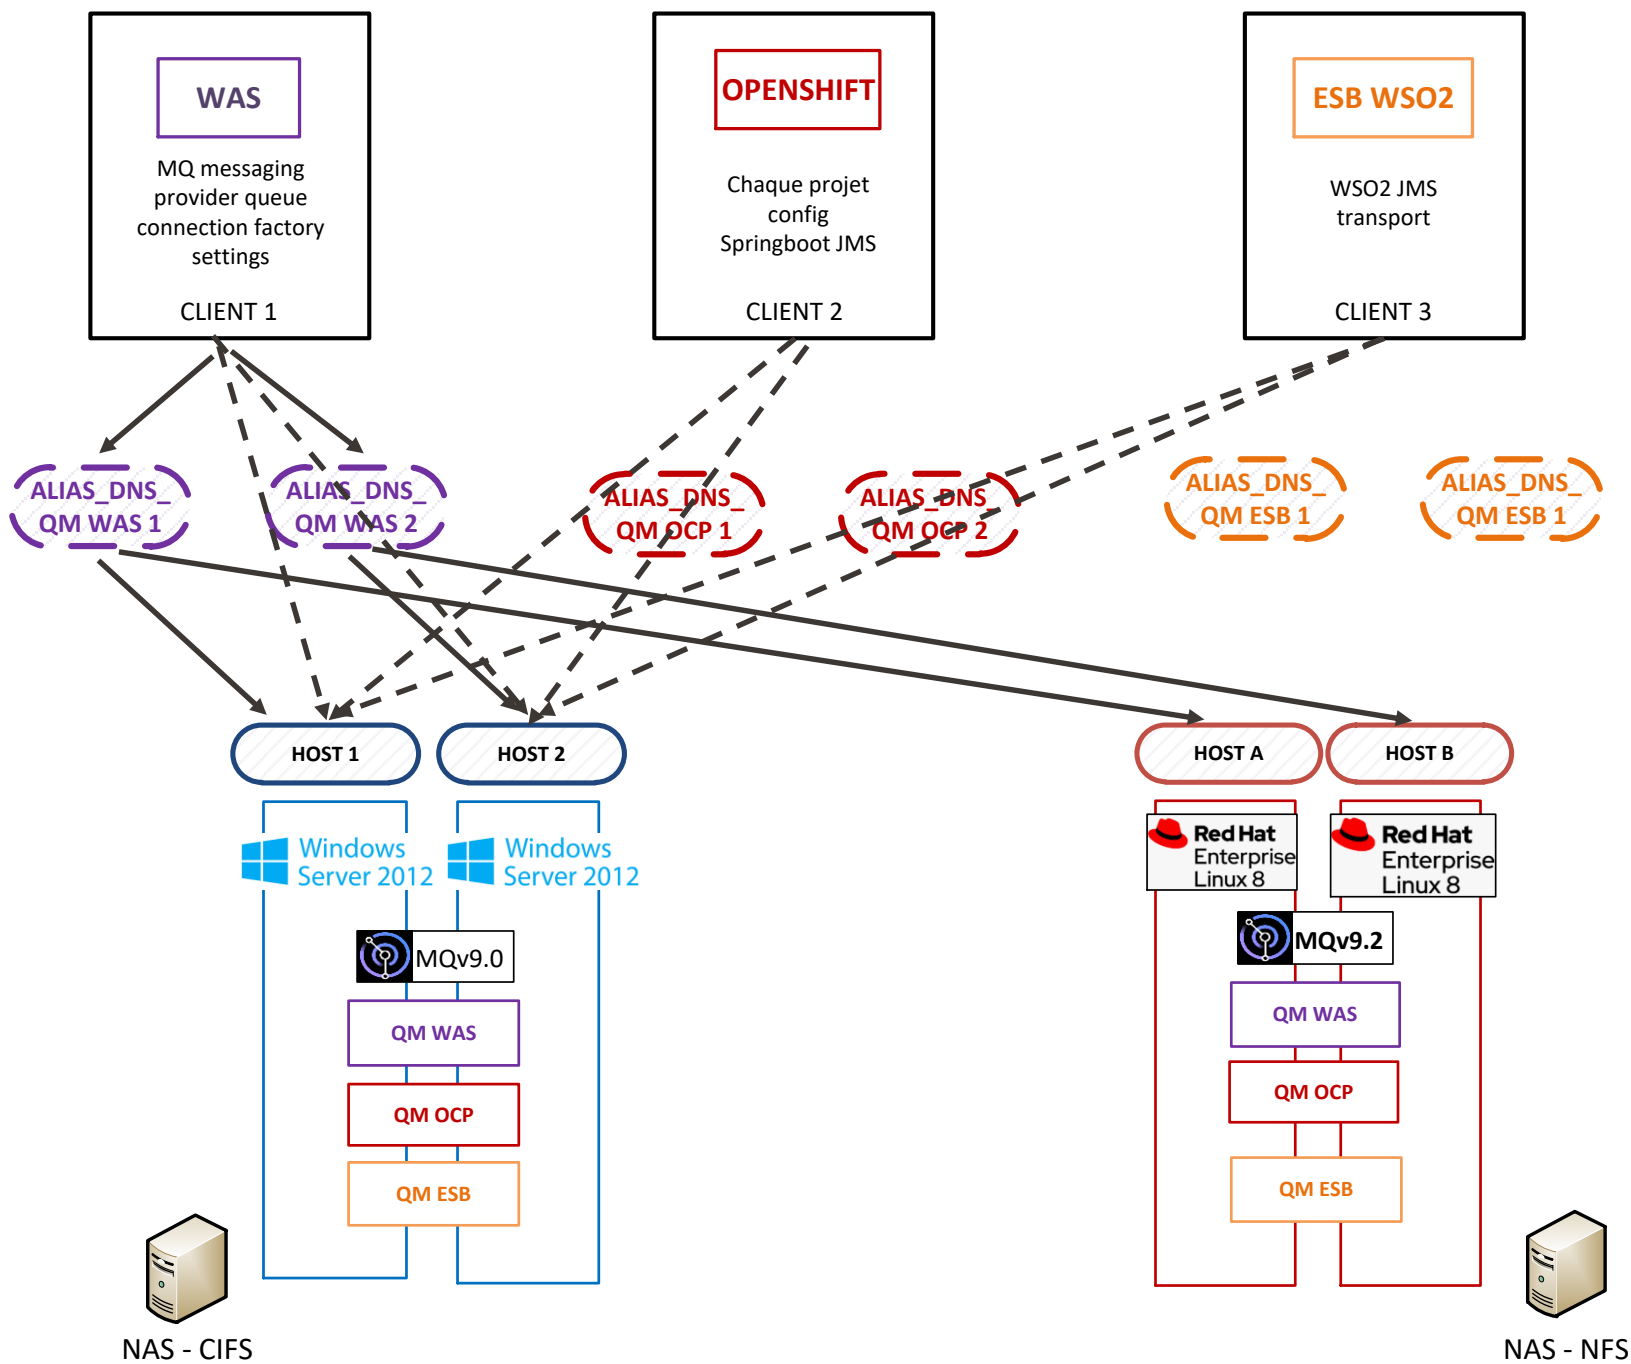 WAS
MQ messaging
provider queue
connection factory
settings
CLIENT 1
OPENSHIFT
Chaque projet
config
Springboot JMS
CLIENT 2
ESB WSO2
WSO2 JMS
transport
CLIENT 3
ALIAS_DNS_
QM WAS 1
ALIAS_DNS_
QM WAS 2
ALIAS_DNS_
QM OCP 1
ALIAS_DNS_
QM OCP 2
ALIAS_DNS_
QM ESB 1
ALIAS_DNS_
QM ESB 1
HOST 1
HOST 2
HOST A
HOST B
Windows
Server 2012
Windows
Server 2012
Red Hat
Enterprise
Linux 8
Red Hat
Enterprise
Linux 8
MQv9.0
MQv9.2
QM WAS
QM OCP
QM ESB
QM WAS
QM OCP
QM ESB
NAS - CIFS
NAS - NFS